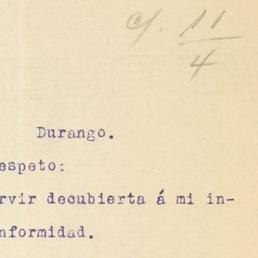 c/. 11/4
Durango.
espeto:
rvir decubierta á mi in-
nformidad.